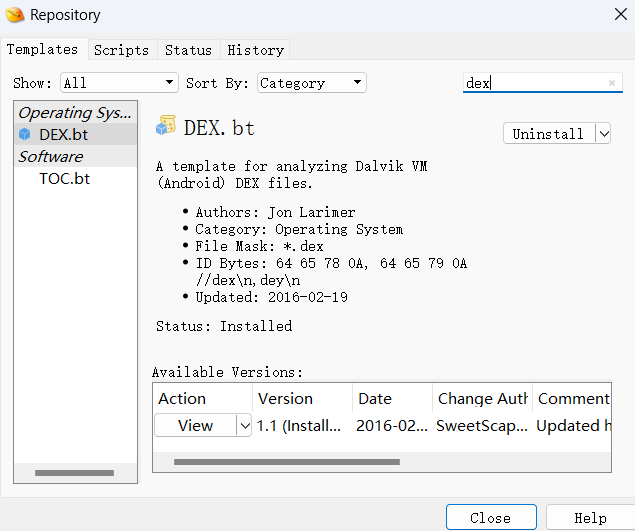 Repository
Templates Scripts Status History
Show: All Sort By: Category dex
Operating Sys...
DEX.bt
Software
TOC.bt
DEX.bt
Uninstall
A template for analyzing Dalvik VM
(Android) DEX files.
• Authors: Jon Larimer
• Category: Operating System
• File Mask: *.dex
• ID Bytes: 64 65 78 0A, 64 65 79 0A
//dex\n,dey\n
• Updated: 2016-02-19
Status: Installed
Available Versions:
Action Version Date Change Auth Comment
View 1.1 (Install... 2016-02... SweetScap... Updated h
Close Help